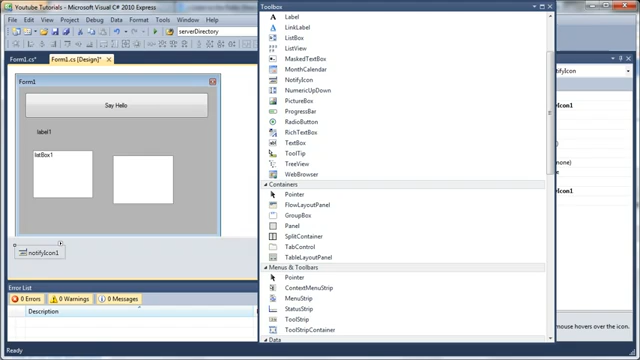 Youtube Tutorials - Microsoft Visual C# 2010 Express
File Edit View Project Debug Data Format Tools Window
serverDirectory
Form1.cs* Form1.cs [Design]*
Form1
Say Hello
label1
listBox1
notifyIcon1
Error List
0 Errors 0 Warnings 0 Messages
Description
Ready
Toolbox
Label
LinkLabel
ListBox
ListView
MaskedTextBox
MonthCalendar
NotifyIcon
NumericUpDown
PictureBox
ProgressBar
RadioButton
RichTextBox
TextBox
ToolTip
TreeView
WebBrowser
Containers
Pointer
FlowLayoutPanel
GroupBox
Panel
SplitContainer
TabControl
TableLayoutPanel
Menus & Toolbars
Pointer
ContextMenuStrip
MenuStrip
StatusStrip
ToolStrip
ToolStripContainer
Data
otifyIcon
Icon1
none)
Icon1
mouse hovers over the icon.